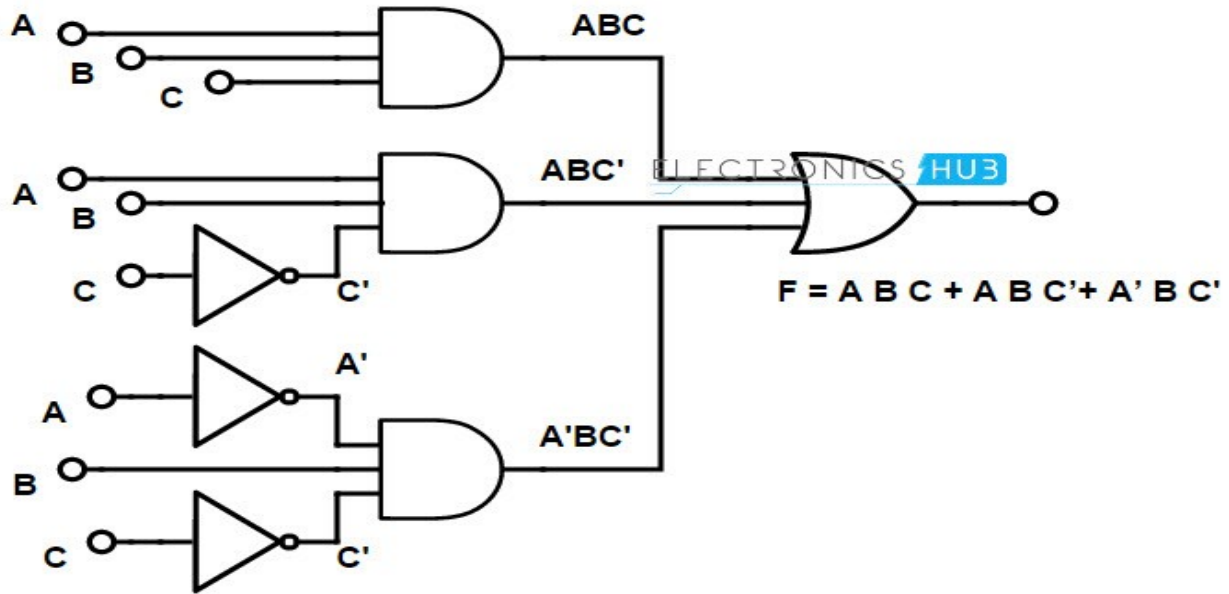 A
B
C
ABC
ELECTRONICS HUB
A
B
C
C'
ABC'
F = A B C + A B C'+ A' B C'
A
A'
B
C
C'
A'BC'